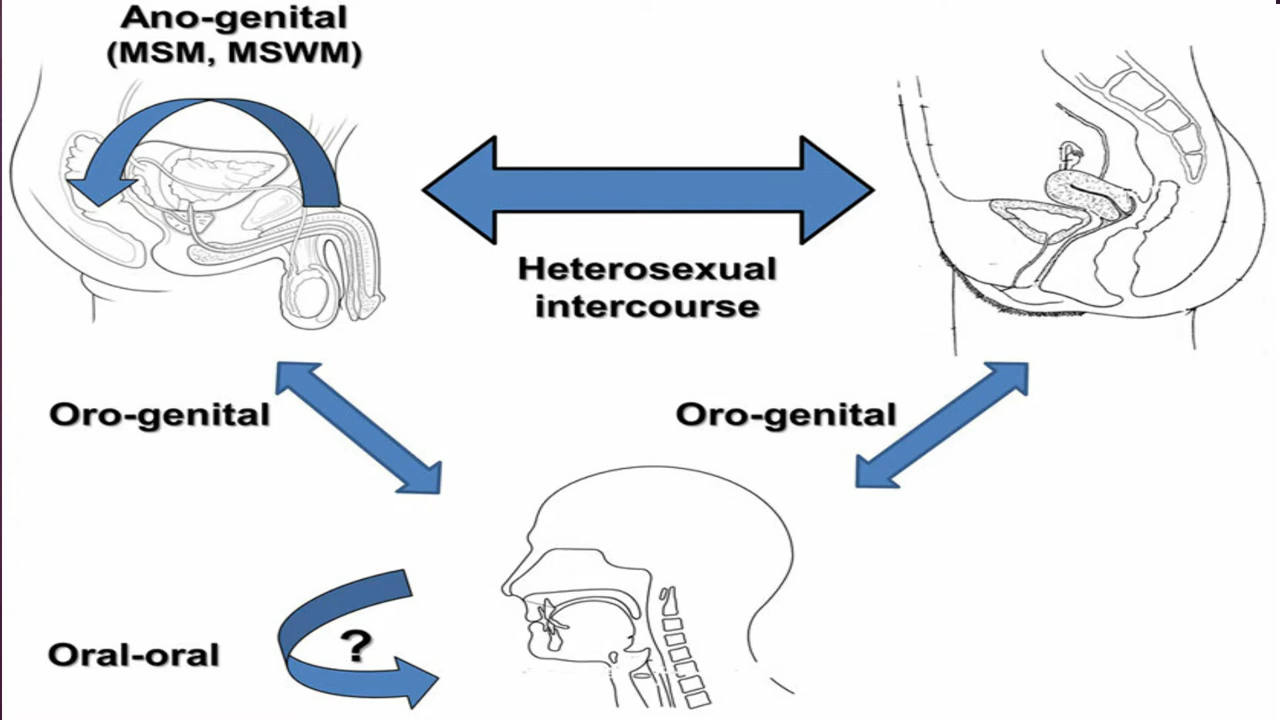 Ano-genital
(MSM, MSWM)
Heterosexual
intercourse
Oro-genital
Oro-genital
Oral-oral
?